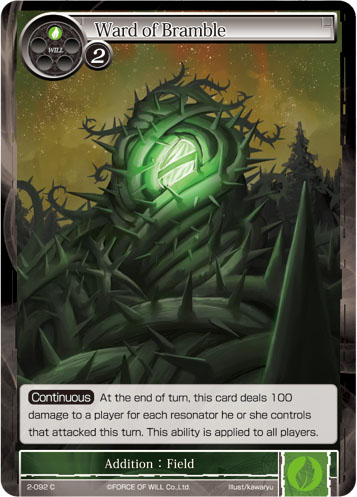 Ward of Bramble
WILL
2
Continuous At the end of turn, this card deals 100
damage to a player for each resonator he or she controls
that attacked this turn. This ability is applied to all players.
Addition : Field
2-092 C ©FORCE OF WILL Co.,Ltd. Illust/kawaryu